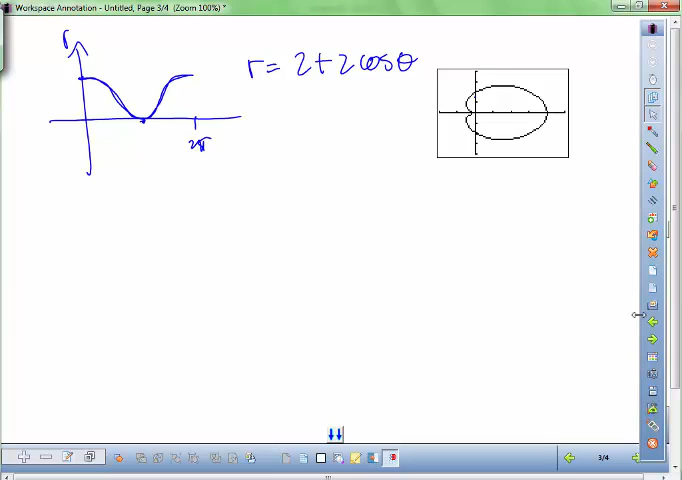 Workspace Annotation - Untitled, Page 3/4 (Zoom 100%) *
r
r = 2+2cosθ
2π
3/4